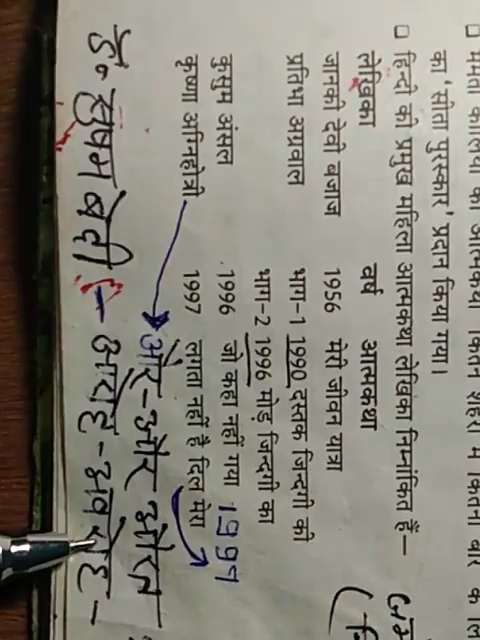 ममता कालिया की आत्मकथा 'कितने शहरों में कितनी बार' के लि
का 'सीता पुरस्कार' प्रदान किया गया।
□ हिन्दी की प्रमुख महिला आत्मकथा लेखिका निम्नांकित हैं—
लेखिका वर्ष आत्मकथा
जानकी देवी बजाज 1956 मेरी जीवन यात्रा
प्रतिभा अग्रवाल भाग-1 1990 दस्तक ज़िन्दगी की
भाग-2 1996 मोड़ ज़िन्दगी का
कुसुम अंसल 1996 जो कहा नहीं गया
कृष्णा अग्निहोत्री 1997 लगता नहीं है दिल मेरा 1997
और-और औरत
डॉ० सुषम बेदी - आरोह-अवरोह-